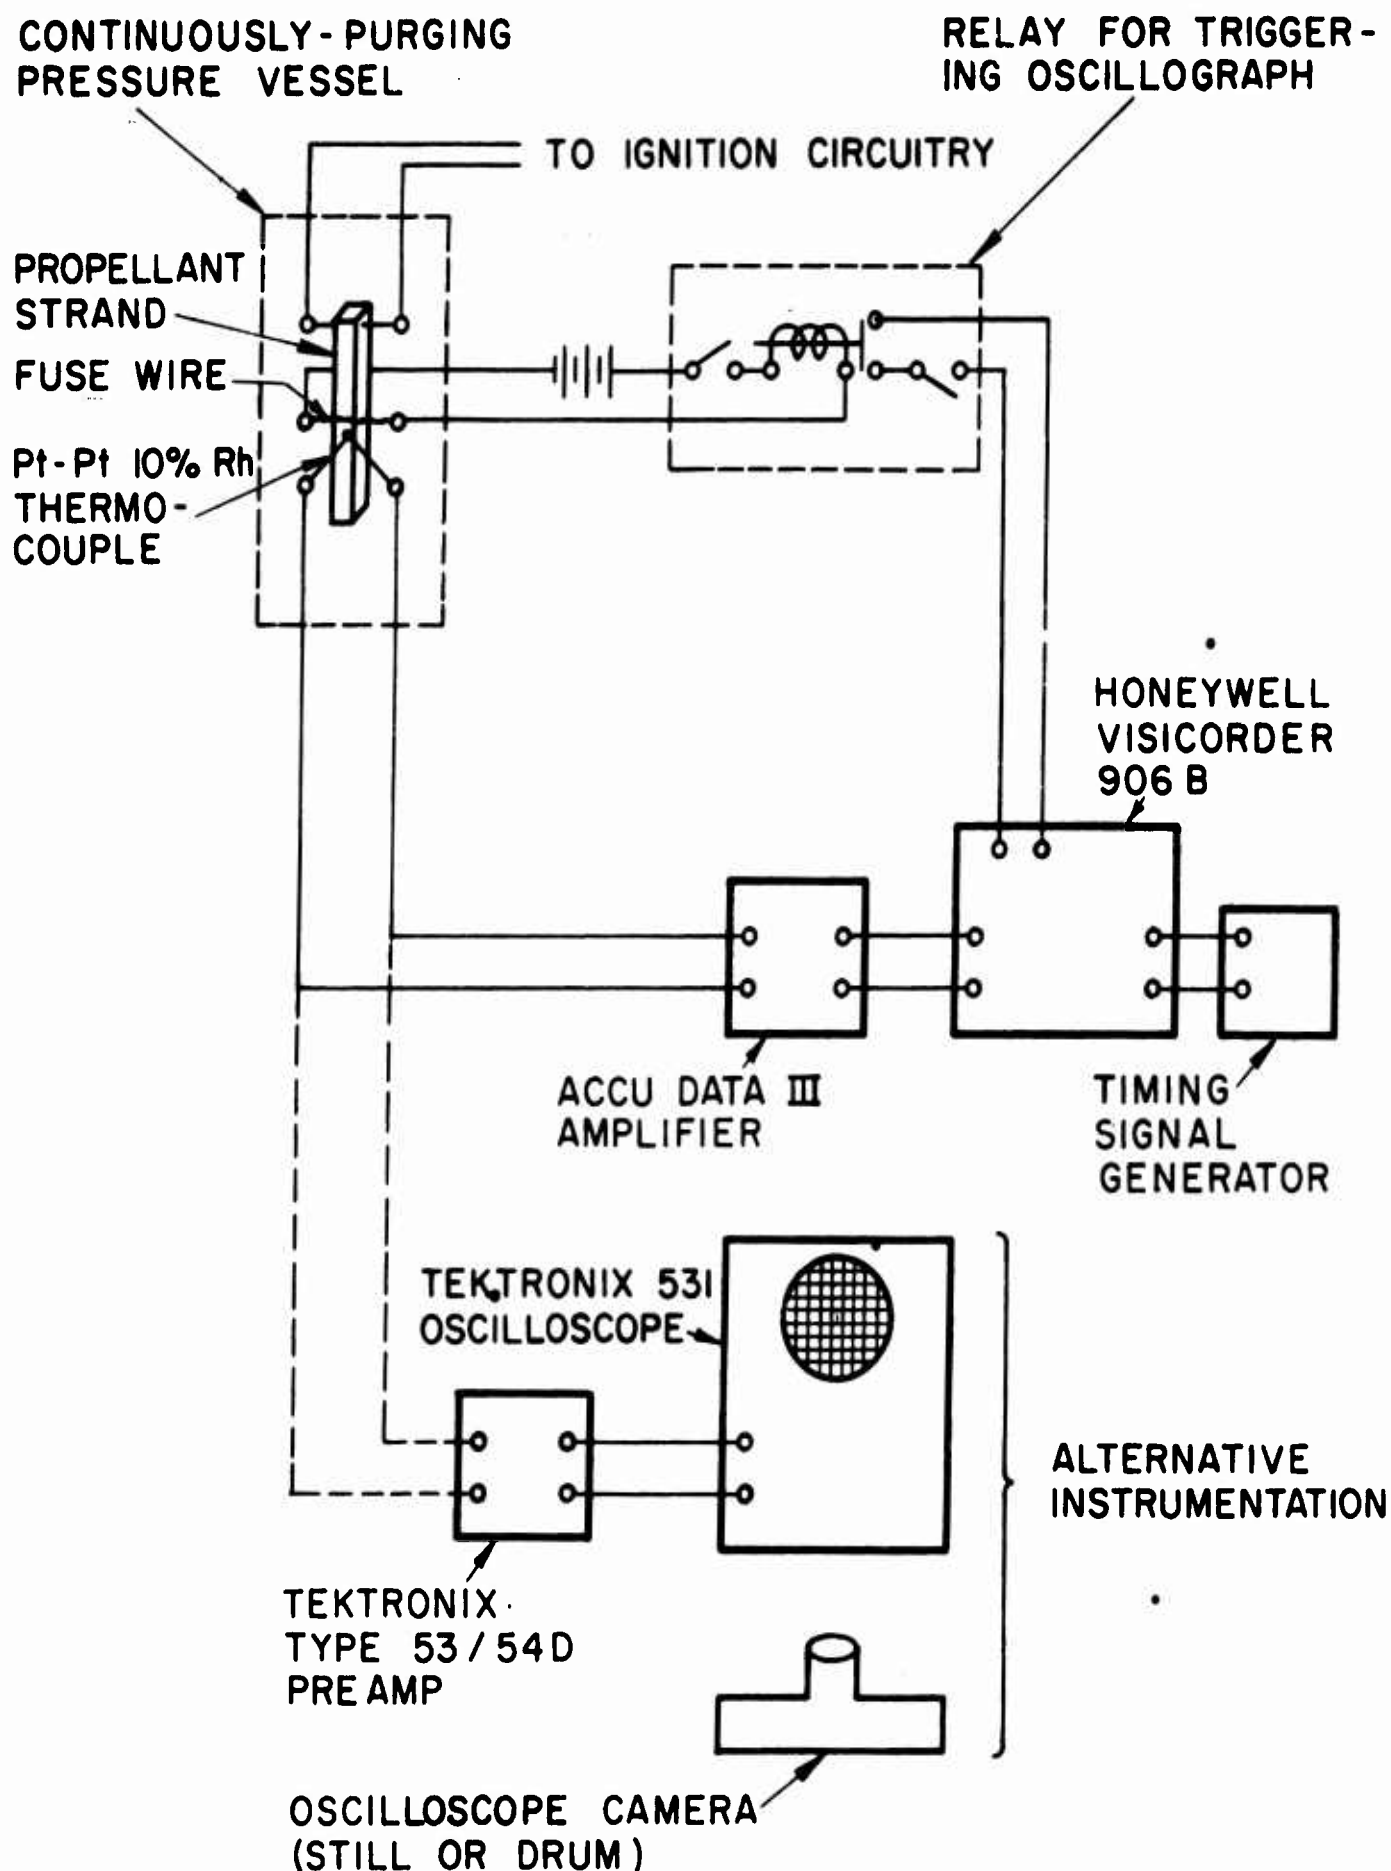 CONTINUOUSLY-PURGING
PRESSURE VESSEL
RELAY FOR TRIGGER-
ING OSCILLOGRAPH
TO IGNITION CIRCUITRY
PROPELLANT
STRAND
FUSE WIRE
Pt-Pt 10% Rh
THERMO-
COUPLE
HONEYWELL
VISICORDER
906 B
ACCU DATA III
AMPLIFIER
TIMING
SIGNAL
GENERATOR
TEKTRONIX 531
OSCILLOSCOPE
ALTERNATIVE
INSTRUMENTATION
TEKTRONIX
TYPE 53/54D
PREAMP
OSCILLOSCOPE CAMERA
(STILL OR DRUM)